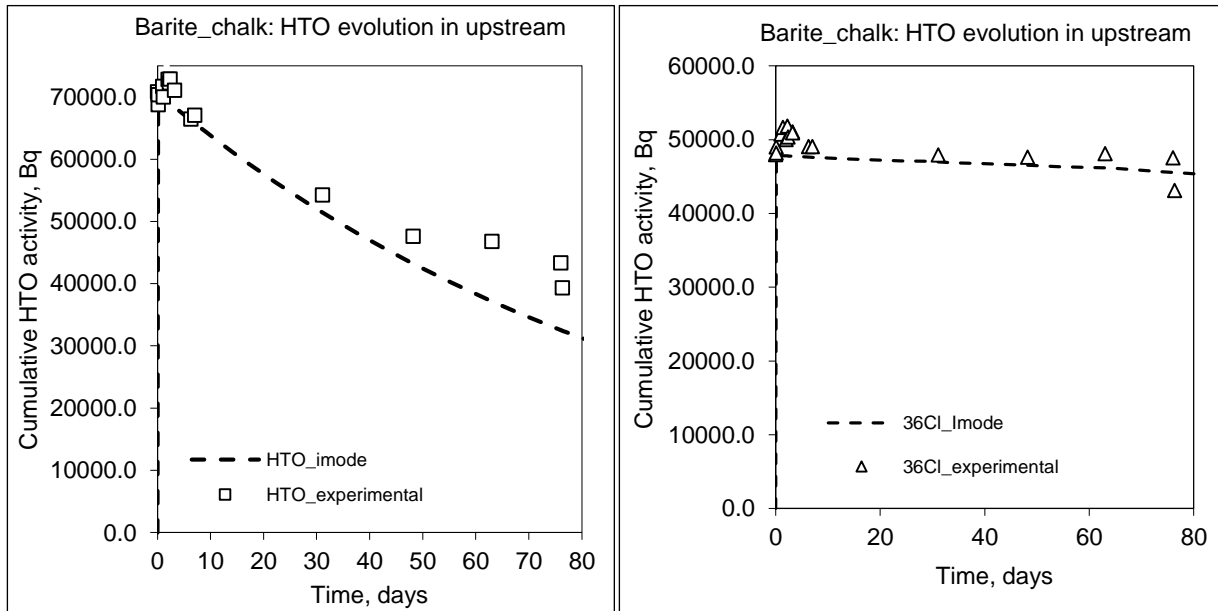 Barite_chalk: HTO evolution in upstream
Cumulative HTO activity, Bq
70000.0
60000.0
50000.0
40000.0
30000.0
20000.0
10000.0
0.0
HTO_imode
HTO_experimental
0 10 20 30 40 50 60 70 80
Time, days
Barite_chalk: HTO evolution in upstream
Cumulative HTO activity, Bq
60000.0
50000.0
40000.0
30000.0
20000.0
10000.0
0.0
36Cl_Imode
36Cl_experimental
0 20 40 60 80
Time, days